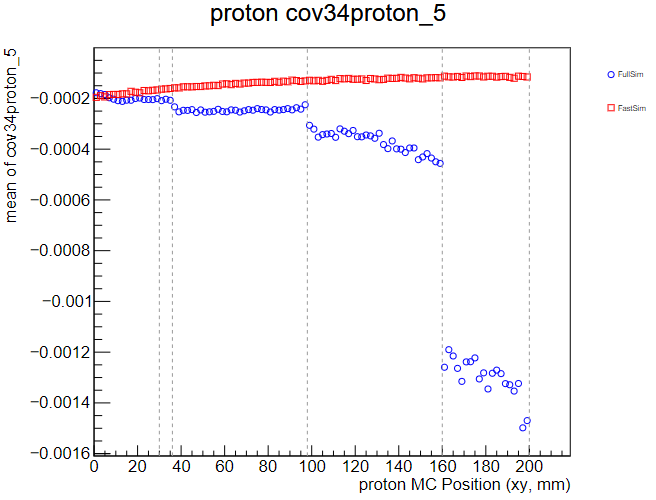 proton cov34proton_5
mean of cov34proton_5
−0.0002
−0.0004
−0.0006
−0.0008
−0.001
−0.0012
−0.0014
−0.0016
0 20 40 60 80 100 120 140 160 180 200
proton MC Position (xy, mm)
FullSim
FastSim